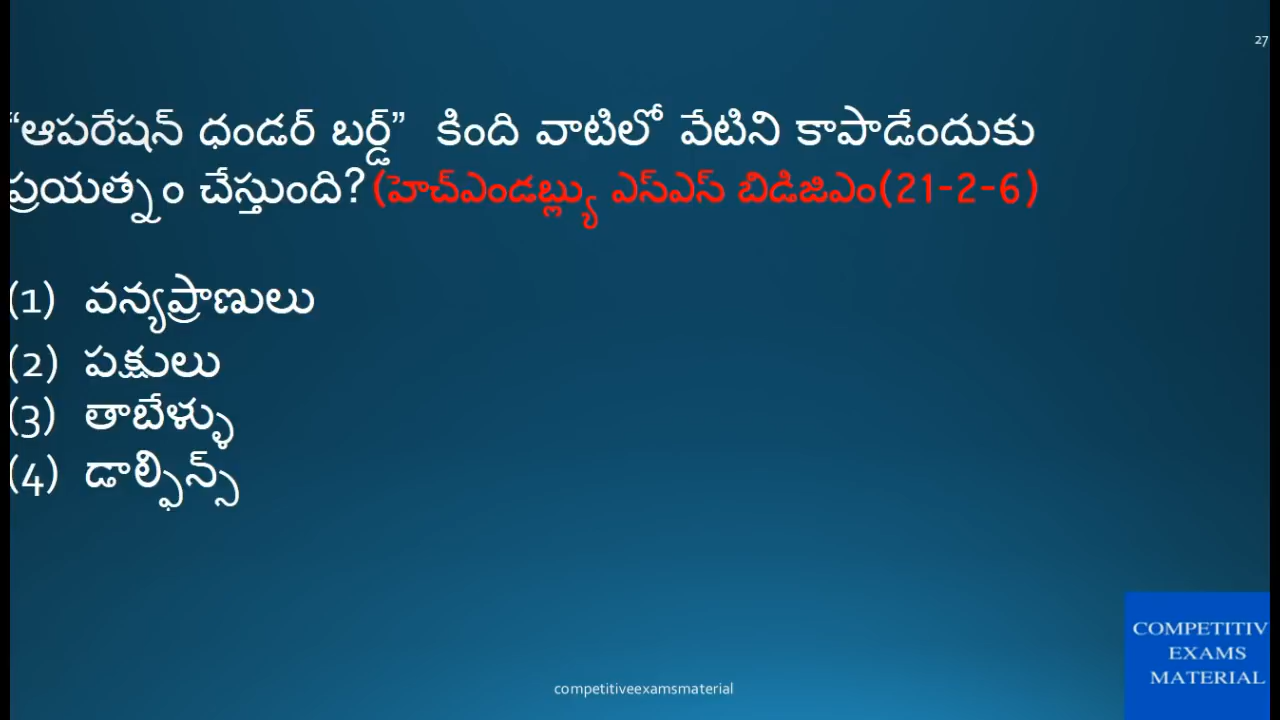 27
“ఆపరేషన్ ధండర్ బర్డ్” కింది వాటిలో వేటిని కాపాడేందుకు
ప్రయత్నం చేస్తుంది? (హెచ్ఎండబ్ల్యు ఎస్ఎస్ బిడిజిఎం(21-2-6)
(1) వన్యప్రాణులు
(2) పక్షులు
(3) తాబేళ్ళు
(4) డాల్ఫిన్స్
COMPETITIV
EXAMS
MATERIAL
competitiveexamsmaterial